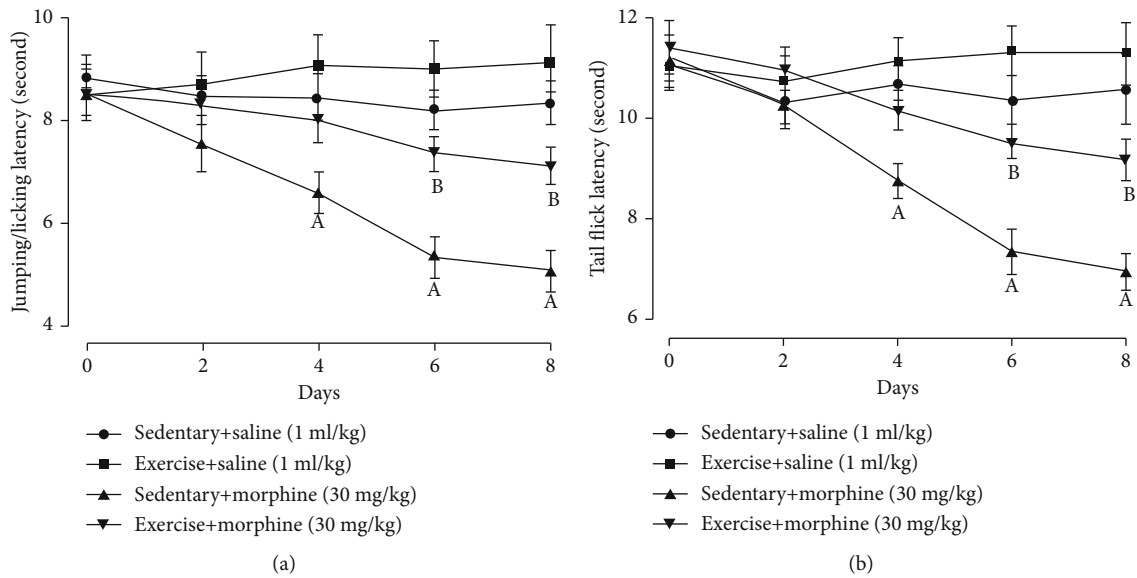 10
8
6
4
Jumping/licking latency (second)
A
A
A
B
B
0 2 4 6 8
Days
Sedentary+saline (1 ml/kg)
Exercise+saline (1 ml/kg)
Sedentary+morphine (30 mg/kg)
Exercise+morphine (30 mg/kg)
(a)
12
10
8
6
Tail flick latency (second)
A
A
A
B
B
0 2 4 6 8
Days
Sedentary+saline (1 ml/kg)
Exercise+saline (1 ml/kg)
Sedentary+morphine (30 mg/kg)
Exercise+morphine (30 mg/kg)
(b)